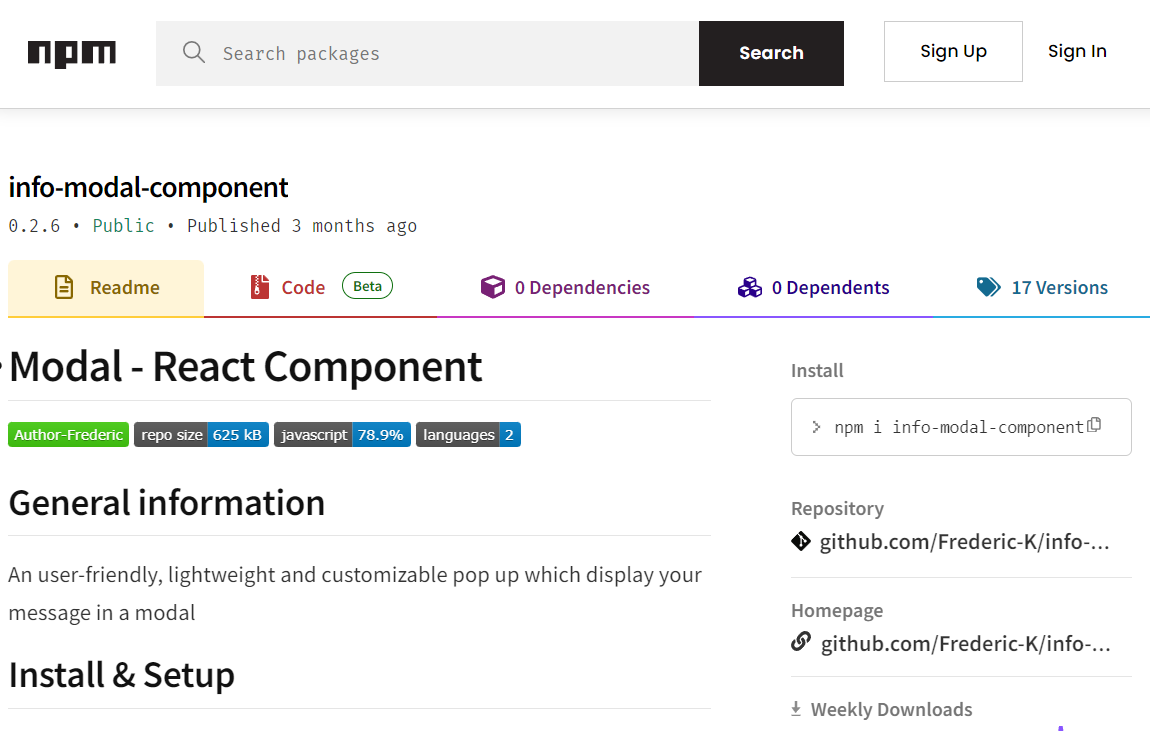 npm
Search packages
Search
Sign Up
Sign In
info-modal-component
0.2.6 • Public • Published 3 months ago
Readme
Code Beta
0 Dependencies
0 Dependents
17 Versions
Modal - React Component
Author-Frederic repo size 625 kB javascript 78.9% languages 2
General information
An user-friendly, lightweight and customizable pop up which display your
message in a modal
Install & Setup
Install
> npm i info-modal-component
Repository
github.com/Frederic-K/info-...
Homepage
github.com/Frederic-K/info-...
Weekly Downloads